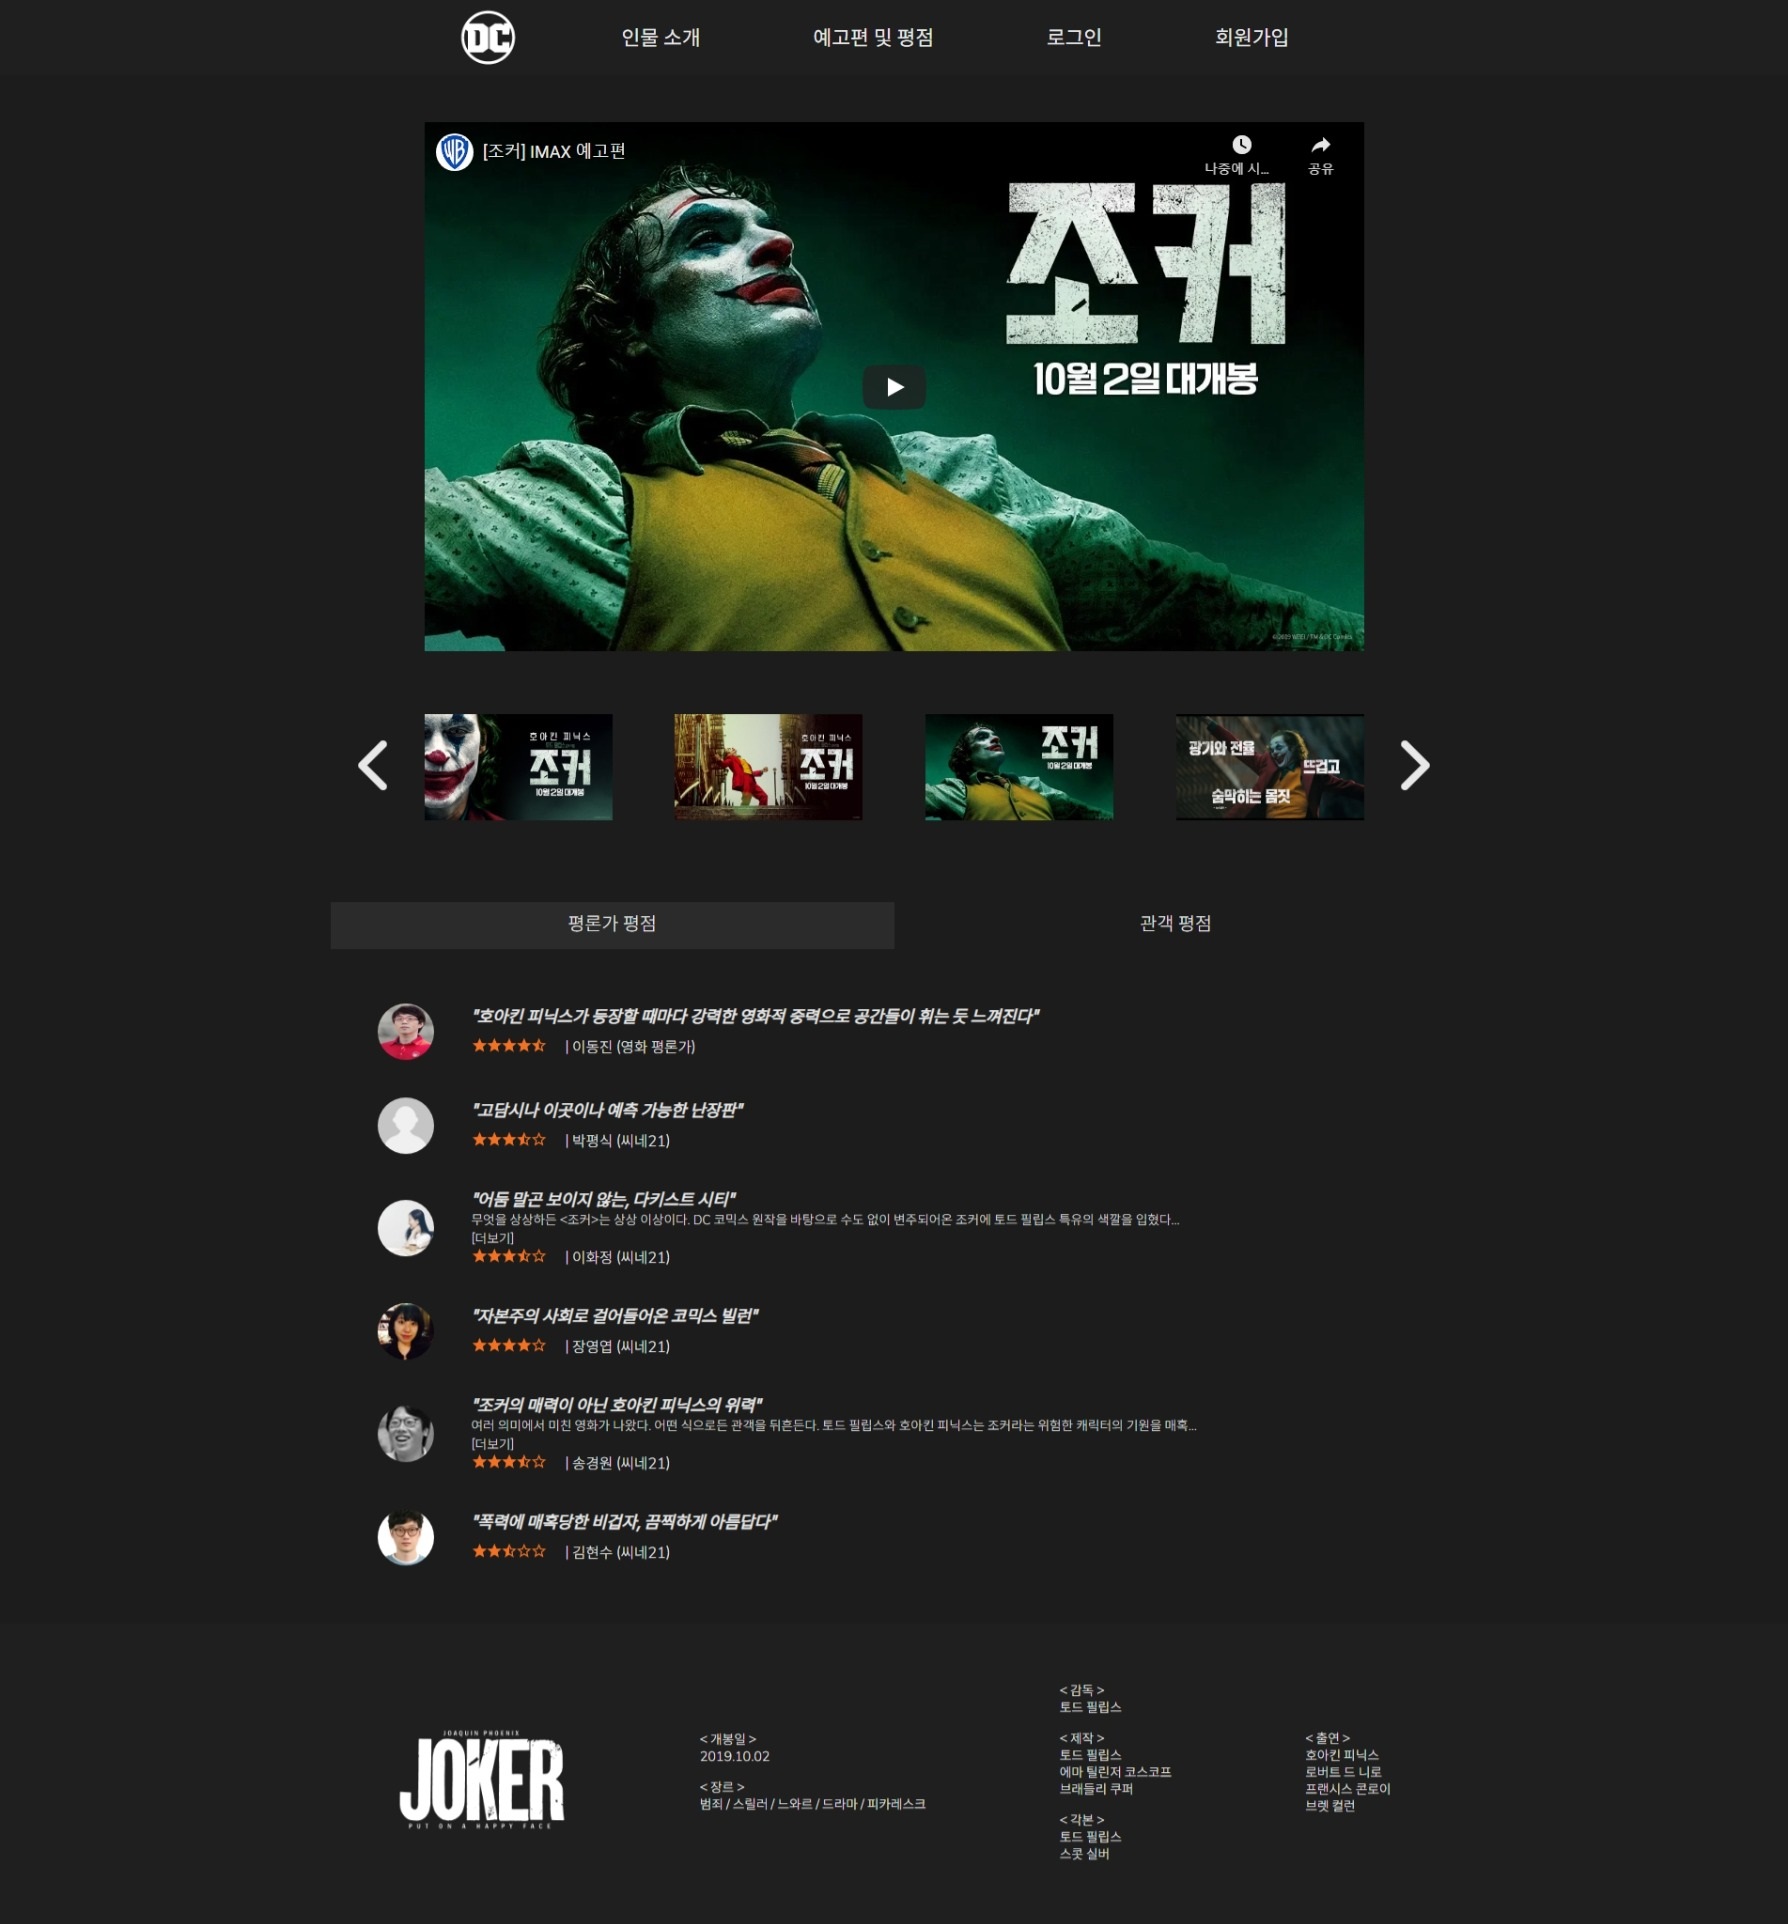 DC
인물 소개
예고편 및 평점
로그인
회원가입
WB
[조커] IMAX 예고편
나중에 시...
공유
조커
10월 2일 대개봉
호아킨 피닉스
조커
10월 2일 대개봉
호아킨 피닉스
조커
10월 2일 대개봉
조커
10월 2일 대개봉
광기와 전율
뜨겁고
숨막히는 몸짓
평론가 평점
관객 평점
"호아킨 피닉스가 등장할 때마다 강력한 영화적 중력으로 공간들이 휘는 듯 느껴진다"
| 이동진 (영화 평론가)
"고담시나 이곳이나 예측 가능한 난장판"
| 박평식 (씨네21)
"어둠 말곤 보이지 않는, 다키스트 시티"
무엇을 상상하든 <조커>는 상상 이상이다. DC 코믹스 원작을 바탕으로 수도 없이 변주되어온 조커에 토드 필립스 특유의 색깔을 입혔다...
[더보기]
| 이화정 (씨네21)
"자본주의 사회로 걸어들어온 코믹스 빌런"
| 장영엽 (씨네21)
"조커의 매력이 아닌 호아킨 피닉스의 위력"
여러 의미에서 미친 영화가 나왔다. 어떤 식으로든 관객을 뒤흔든다. 토드 필립스와 호아킨 피닉스는 조커라는 위험한 캐릭터의 기원을 매혹...
[더보기]
| 송경원 (씨네21)
"폭력에 매혹당한 비겁자, 끔찍하게 아름답다"
| 김현수 (씨네21)
JOAQUIN PHOENIX
JOKER
PUT ON A HAPPY FACE
< 개봉일 >
2019.10.02
< 장르 >
범죄 / 스릴러 / 느와르 / 드라마 / 피카레스크
< 감독 >
토드 필립스
< 제작 >
토드 필립스
에마 틸린저 코스코프
브래들리 쿠퍼
< 각본 >
토드 필립스
스콧 실버
< 출연 >
호아킨 피닉스
로버트 드 니로
프랜시스 콘로이
브렛 컬런